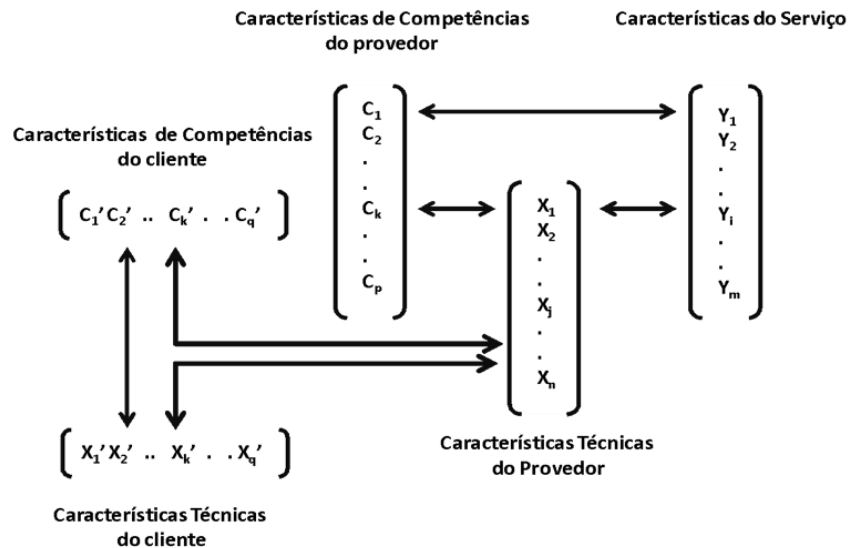 Características de Competências
do provedor
Características do Serviço
Características de Competências
do cliente
C₁
C₂
.
.
Cₖ
.
.
Cₚ
Y₁
Y₂
.
.
Yᵢ
.
.
Yₘ
C₁’C₂’ .. Cₖ’ . . C_q’
X₁
X₂
.
.
Xⱼ
.
.
Xₙ
X₁’X₂’ .. Xₖ’ . . X_q’
Características Técnicas
do Provedor
Características Técnicas
do cliente